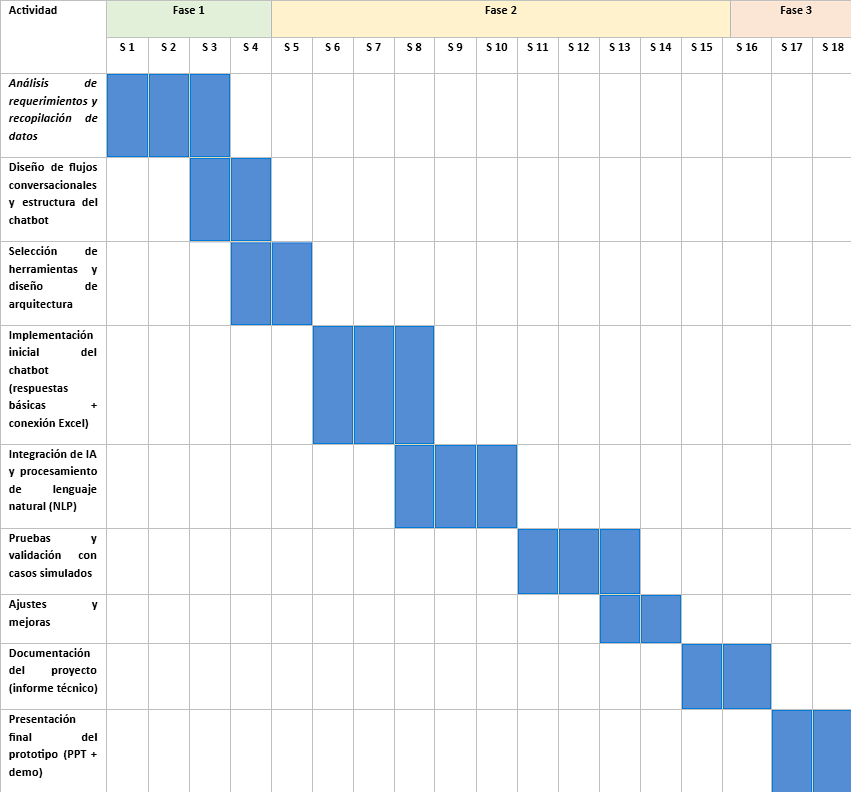 Actividad Fase 1 Fase 2 Fase 3
S 1 S 2 S 3 S 4 S 5 S 6 S 7 S 8 S 9 S 10 S 11 S 12 S 13 S 14 S 15 S 16 S 17 S 18
Análisis de
requerimientos y
recopilación de
datos
Diseño de flujos
conversacionales
y estructura del
chatbot
Selección de
herramientas y
diseño de
arquitectura
Implementación
inicial del
chatbot
(respuestas
básicas +
conexión Excel)
Integración de IA
y procesamiento
de lenguaje
natural (NLP)
Pruebas y
validación con
casos simulados
Ajustes y
mejoras
Documentación
del proyecto
(informe técnico)
Presentación
final del
prototipo (PPT +
demo)